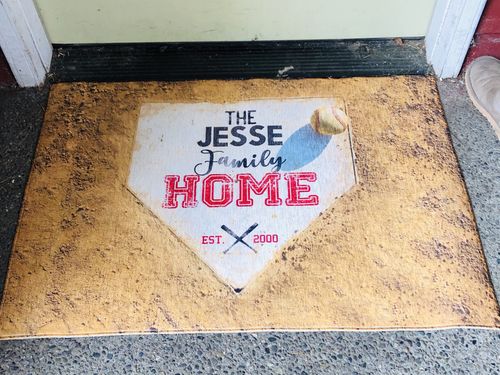 THE
JESSE
Family
HOME
EST. 2000